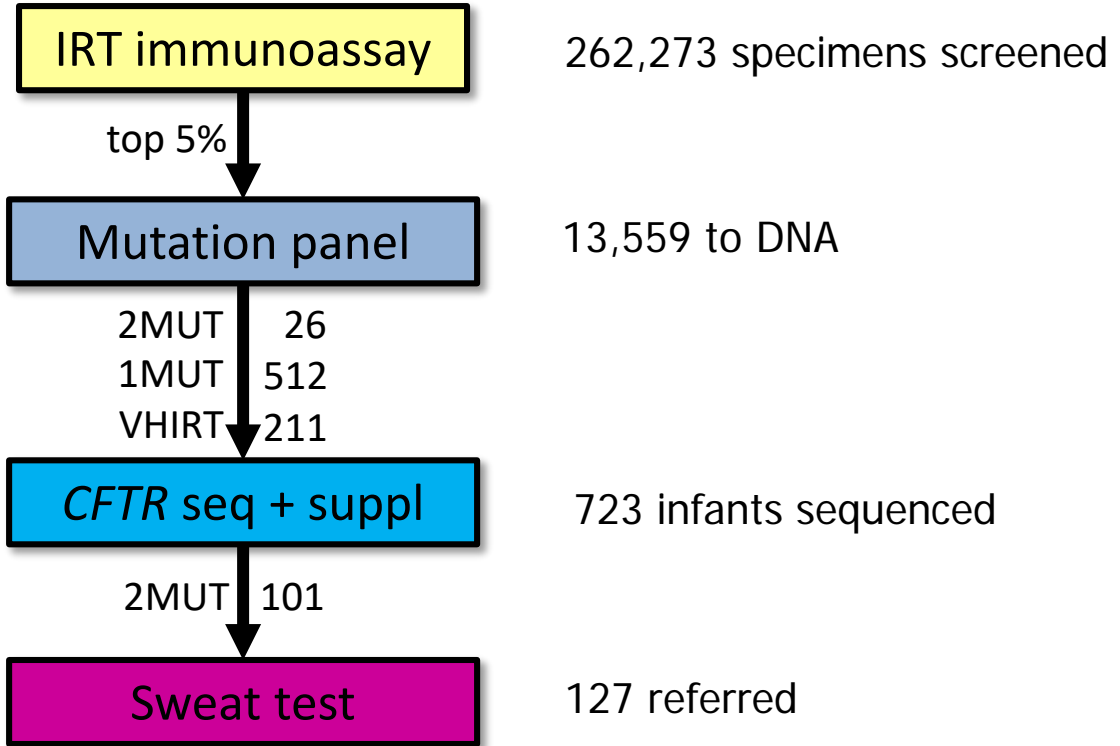 IRT immunoassay 262,273 specimens screened
top 5%
Mutation panel 13,559 to DNA
2MUT 26
1MUT 512
VHIRT 211
CFTR seq + suppl 723 infants sequenced
2MUT 101
Sweat test 127 referred